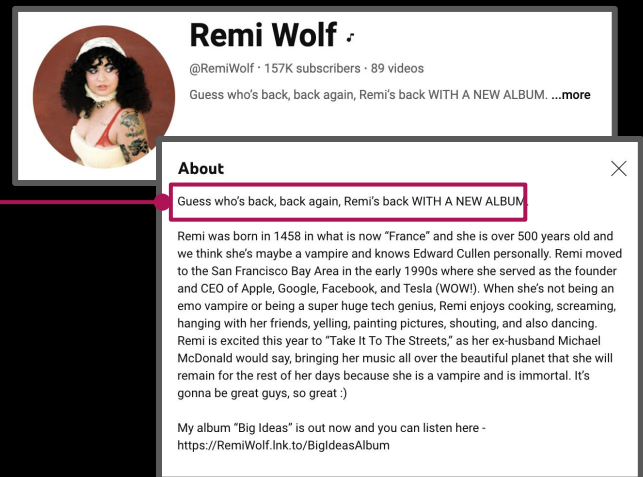 Remi Wolf ♪
@RemiWolf · 157K subscribers · 89 videos
Guess who's back, back again, Remi's back WITH A NEW ALBUM. ...more
About
Guess who's back, back again, Remi's back WITH A NEW ALBUM.
Remi was born in 1458 in what is now “France” and she is over 500 years old and
we think she's maybe a vampire and knows Edward Cullen personally. Remi moved
to the San Francisco Bay Area in the early 1990s where she served as the founder
and CEO of Apple, Google, Facebook, and Tesla (WOW!). When she's not being an
emo vampire or being a super huge tech genius, Remi enjoys cooking, screaming,
hanging with her friends, yelling, painting pictures, shouting, and also dancing.
Remi is excited this year to “Take It To The Streets,” as her ex-husband Michael
McDonald would say, bringing her music all over the beautiful planet that she will
remain for the rest of her days because she is a vampire and is immortal. It's
gonna be great guys, so great :)
My album “Big Ideas” is out now and you can listen here -
https://RemiWolf.lnk.to/BigIdeasAlbum